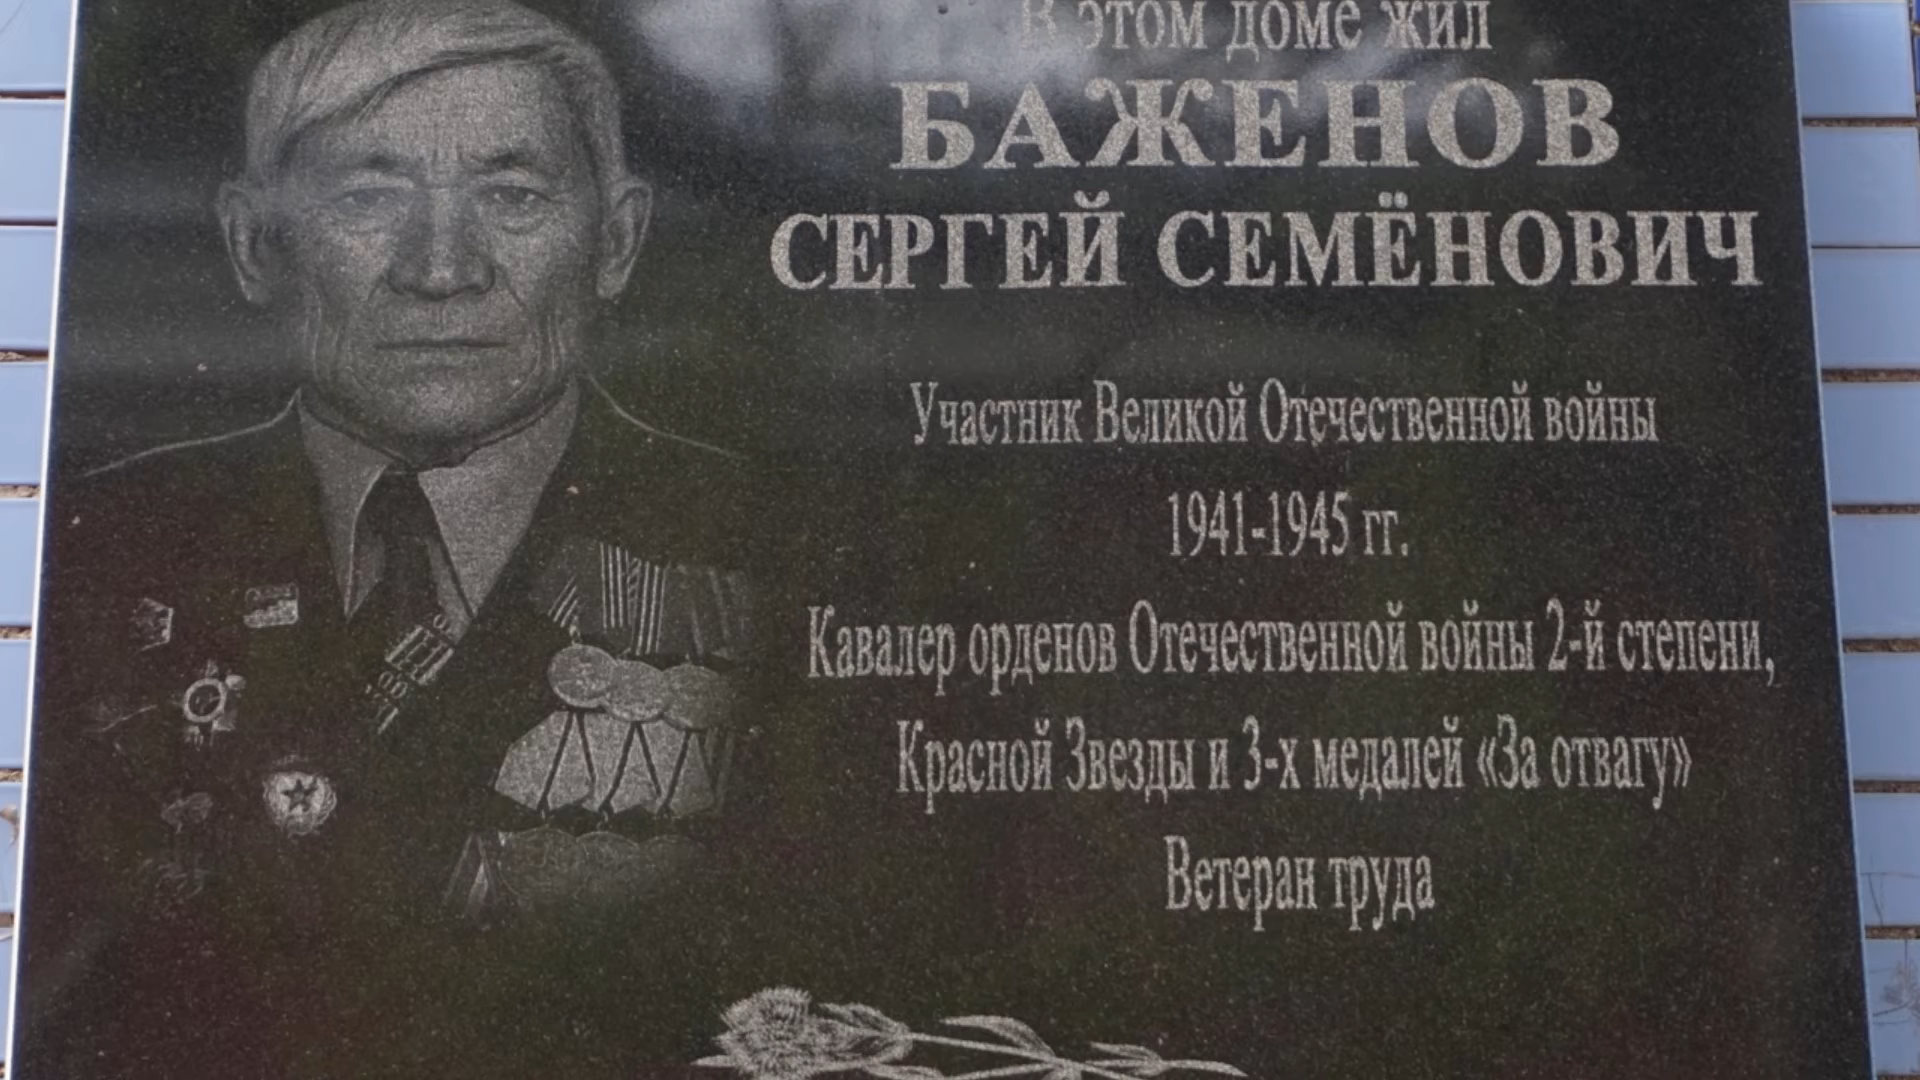 В этом доме жил
БАЖЕНОВ
СЕРГЕЙ СЕМЁНОВИЧ
Участник Великой Отечественной войны
1941-1945 гг.
Кавалер орденов Отечественной войны 2-й степени,
Красной Звезды и 3-х медалей «За отвагу»
Ветеран труда